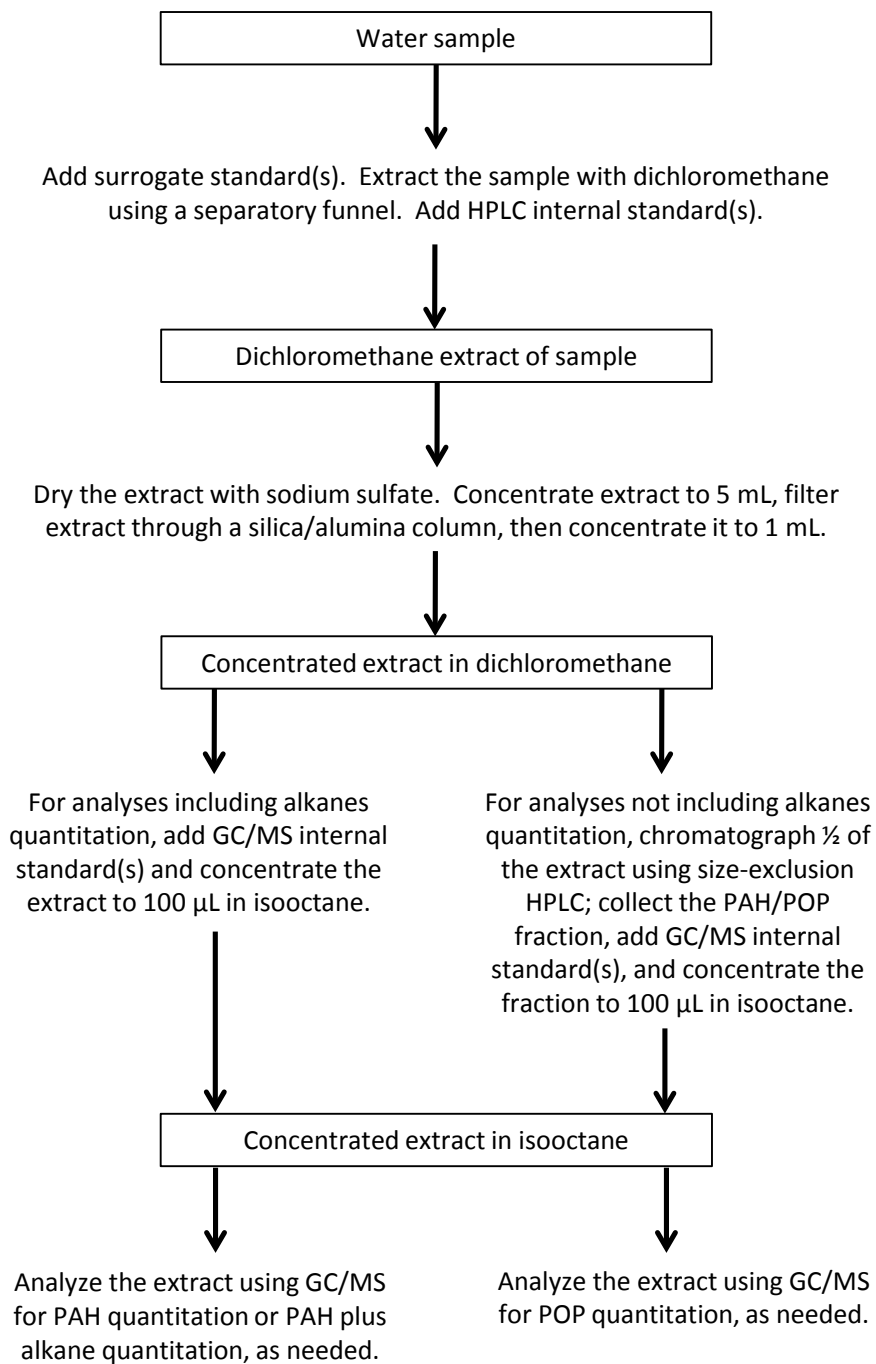 Water sample
Add surrogate standard(s).  Extract the sample with dichloromethane
using a separatory funnel.  Add HPLC internal standard(s).
Dichloromethane extract of sample
Dry the extract with sodium sulfate.  Concentrate extract to 5 mL, filter
extract through a silica/alumina column, then concentrate it to 1 mL.
Concentrated extract in dichloromethane
For analyses including alkanes
quantitation, add GC/MS internal
standard(s) and concentrate the
extract to 100 µL in isooctane.
For analyses not including alkanes
quantitation, chromatograph ½ of
the extract using size-exclusion
HPLC; collect the PAH/POP
fraction, add GC/MS internal
standard(s), and concentrate the
fraction to 100 µL in isooctane.
Concentrated extract in isooctane
Analyze the extract using GC/MS
for PAH quantitation or PAH plus
alkane quantitation, as needed.
Analyze the extract using GC/MS
for POP quantitation, as needed.